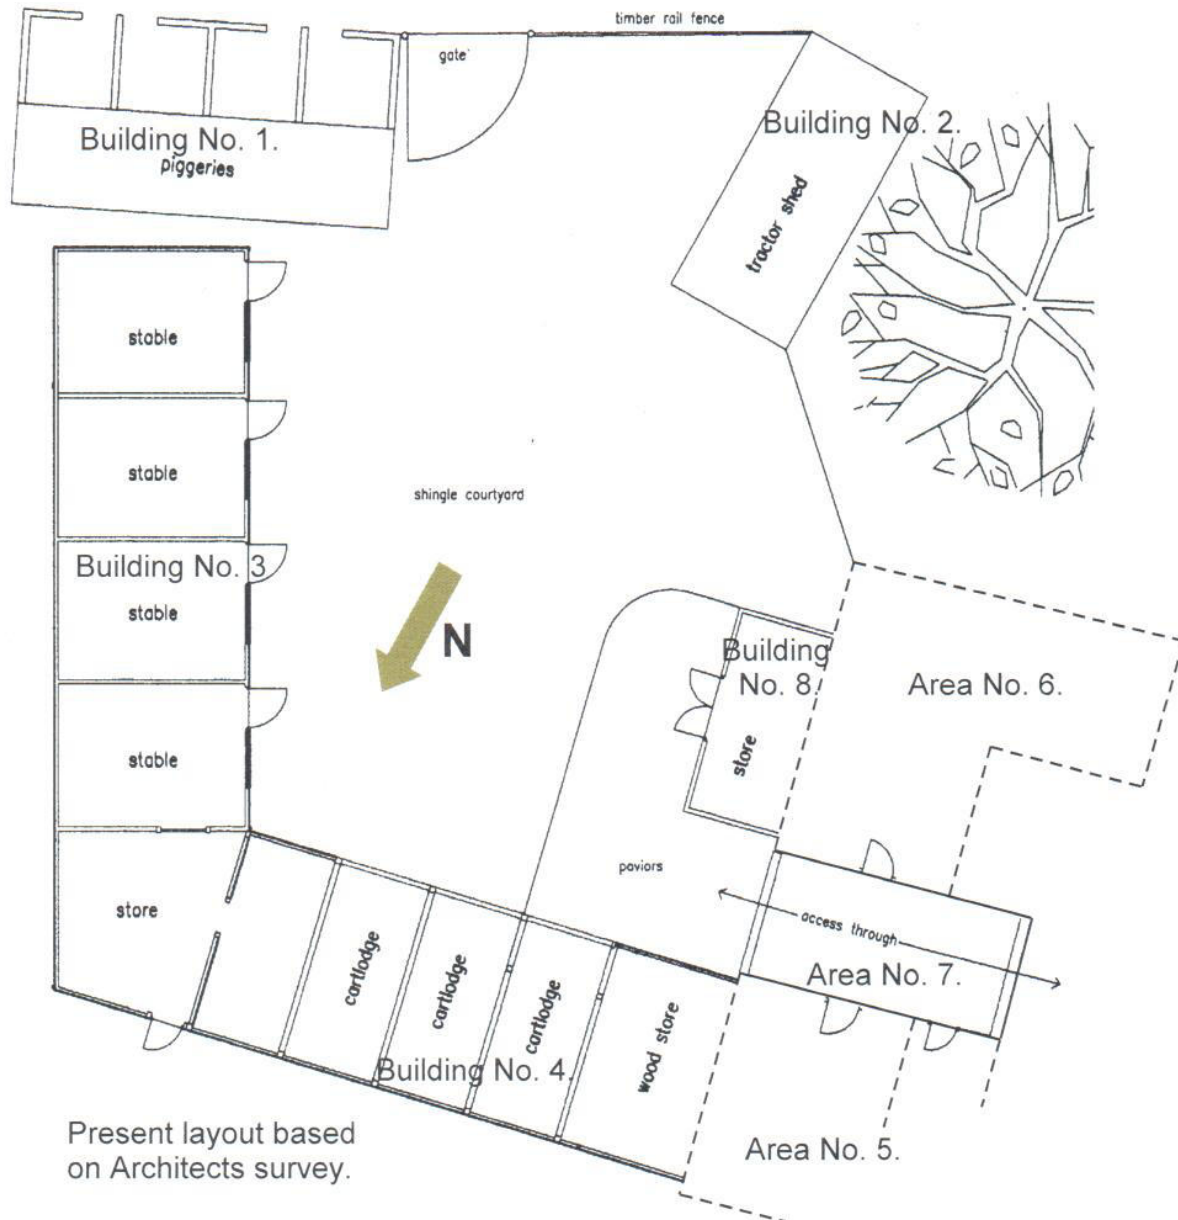 timber rail fence
gate
Building No. 1.
piggeries
Building No. 2.
tractor shed
stable
stable
shingle courtyard
Building No. 3
stable
N
Building
No. 8.
store
Area No. 6.
stable
store
paviors
access through
Area No. 7.
cartlodge
cartlodge
cartlodge
wood store
Building No. 4.
Area No. 5.
Present layout based
on Architects survey.